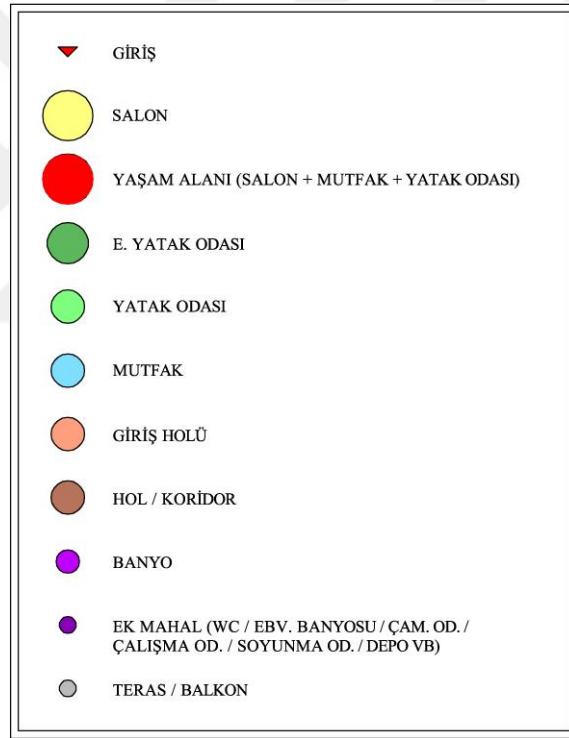 GİRİŞ
SALON
YAŞAM ALANI (SALON + MUTFAK + YATAK ODASI)
E. YATAK ODASI
YATAK ODASI
MUTFAK
GİRİŞ HOLÜ
HOL / KORİDOR
BANYO
EK MAHAL (WC / EBV. BANYOSU / ÇAM. OD. /
ÇALIŞMA OD. / SOYUNMA OD. / DEPO VB)
TERAS / BALKON